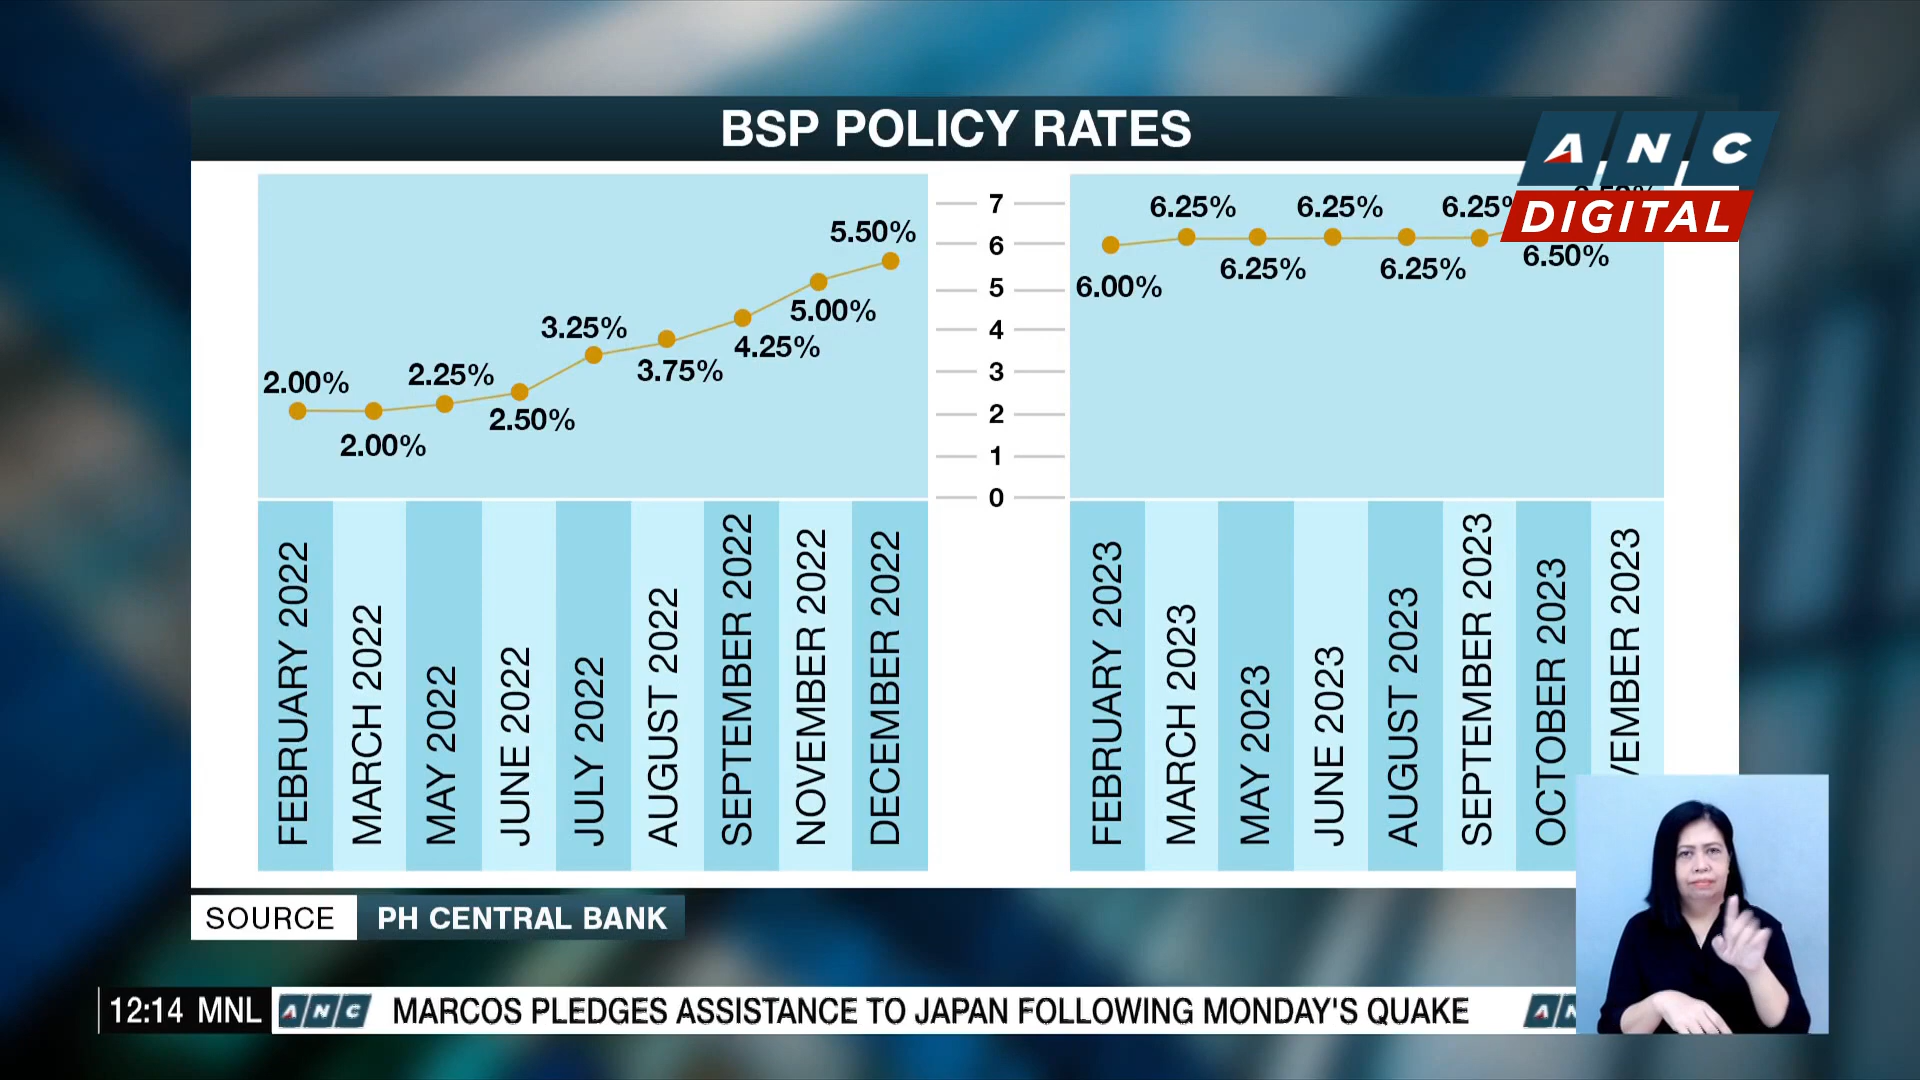 BSP POLICY RATES
ANC
DIGITAL
7
6
5
4
3
2
1
0
2.00%
2.00%
2.25%
2.50%
3.25%
3.75%
4.25%
5.00%
5.50%
6.00%
6.25%
6.25%
6.25%
6.25%
6.25%
6.50%
FEBRUARY 2022
MARCH 2022
MAY 2022
JUNE 2022
JULY 2022
AUGUST 2022
SEPTEMBER 2022
NOVEMBER 2022
DECEMBER 2022
FEBRUARY 2023
MARCH 2023
MAY 2023
JUNE 2023
AUGUST 2023
SEPTEMBER 2023
OCTOBER 2023
VEMBER 2023
SOURCE PH CENTRAL BANK
12:14 MNL ANC MARCOS PLEDGES ASSISTANCE TO JAPAN FOLLOWING MONDAY'S QUAKE AN